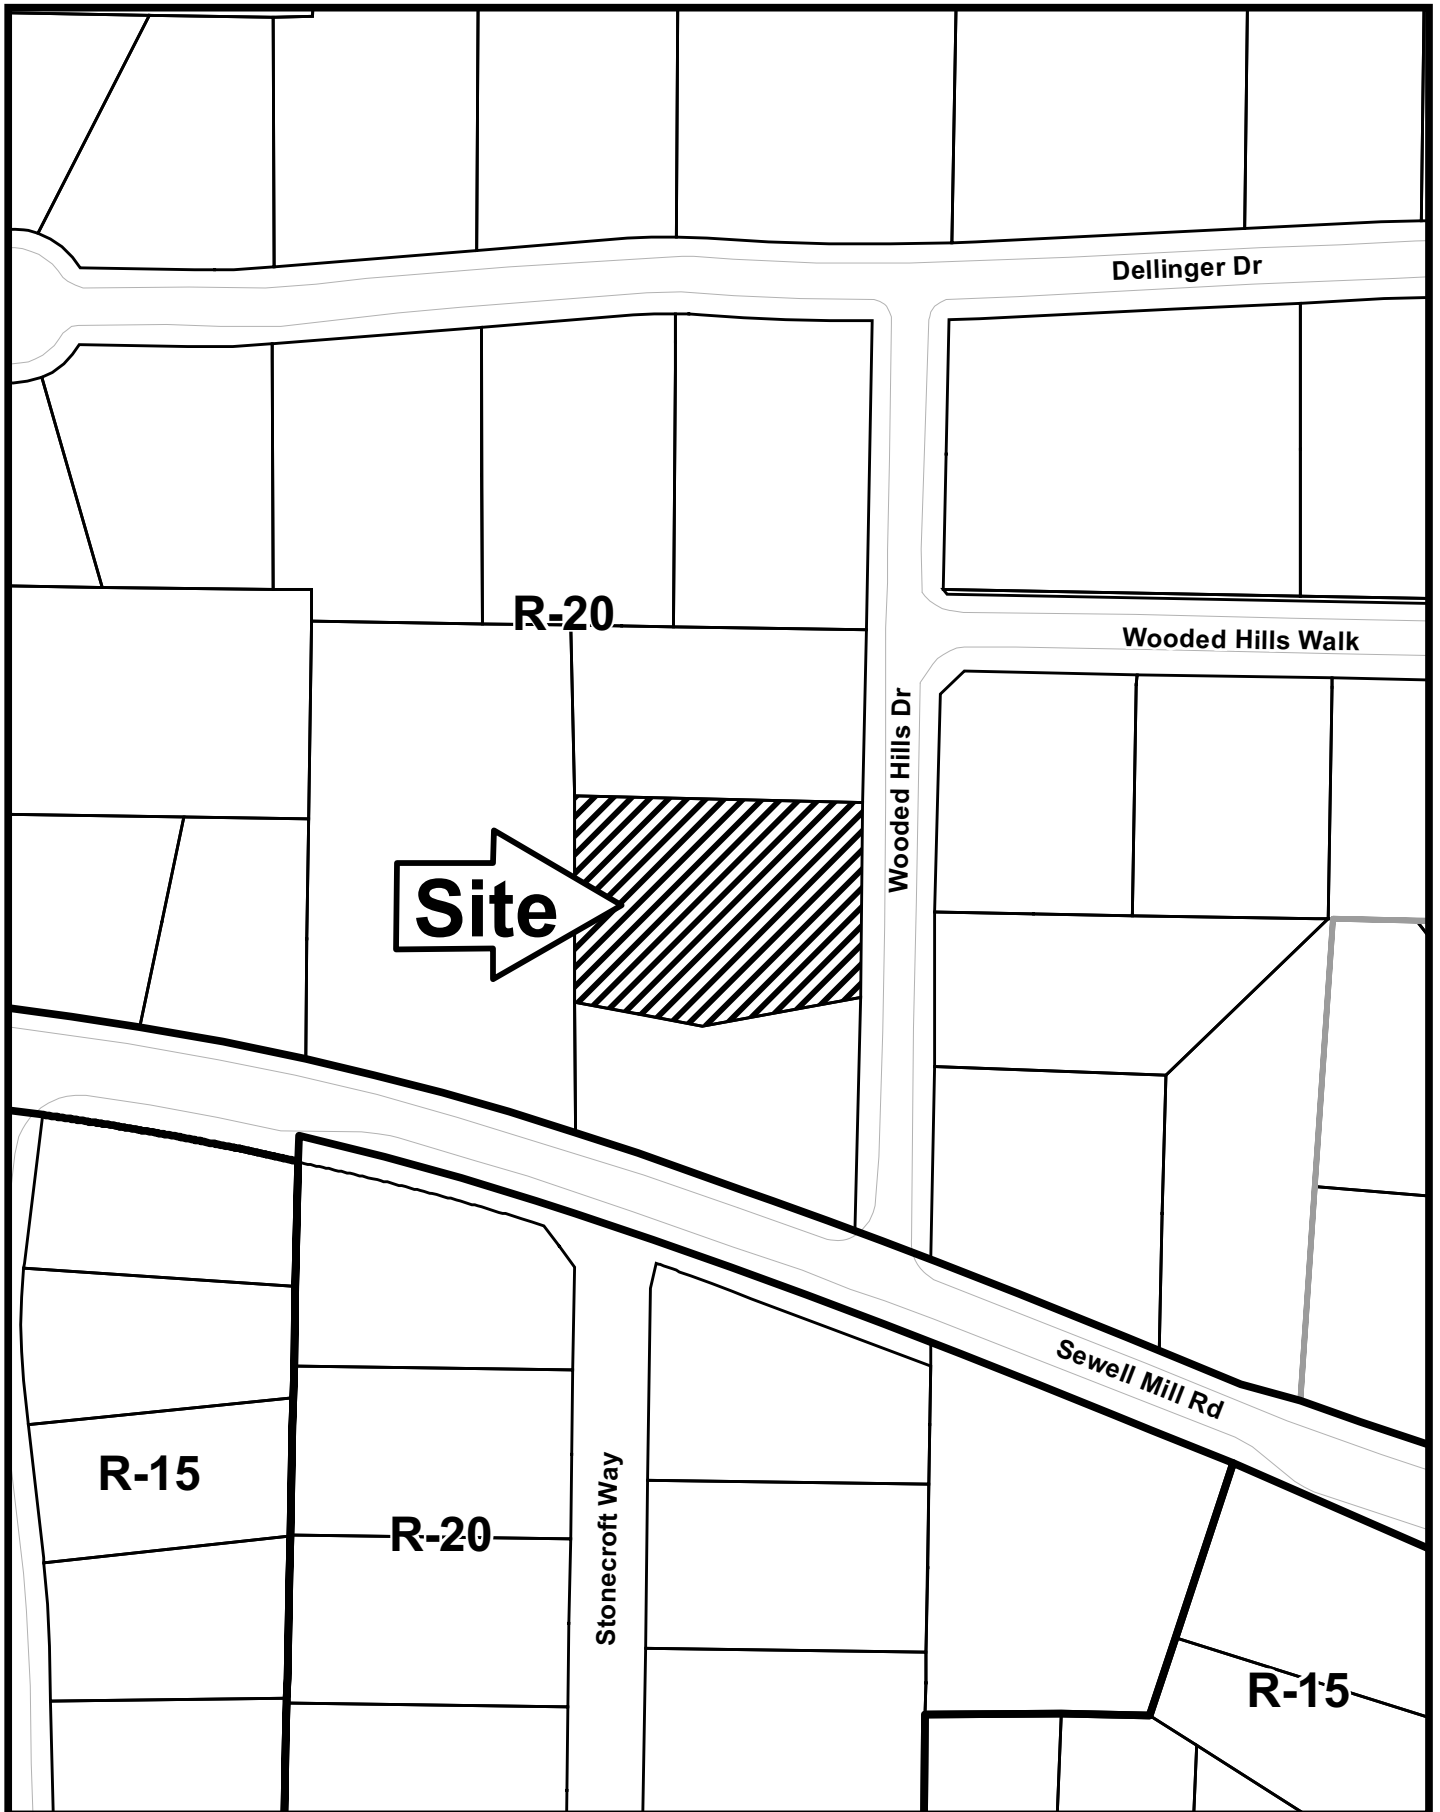 Dellinger Dr
R-20
Wooded Hills Walk
Wooded Hills Dr
Site
Sewell Mill Rd
R-15
R-20
Stonecroft Way
R-15